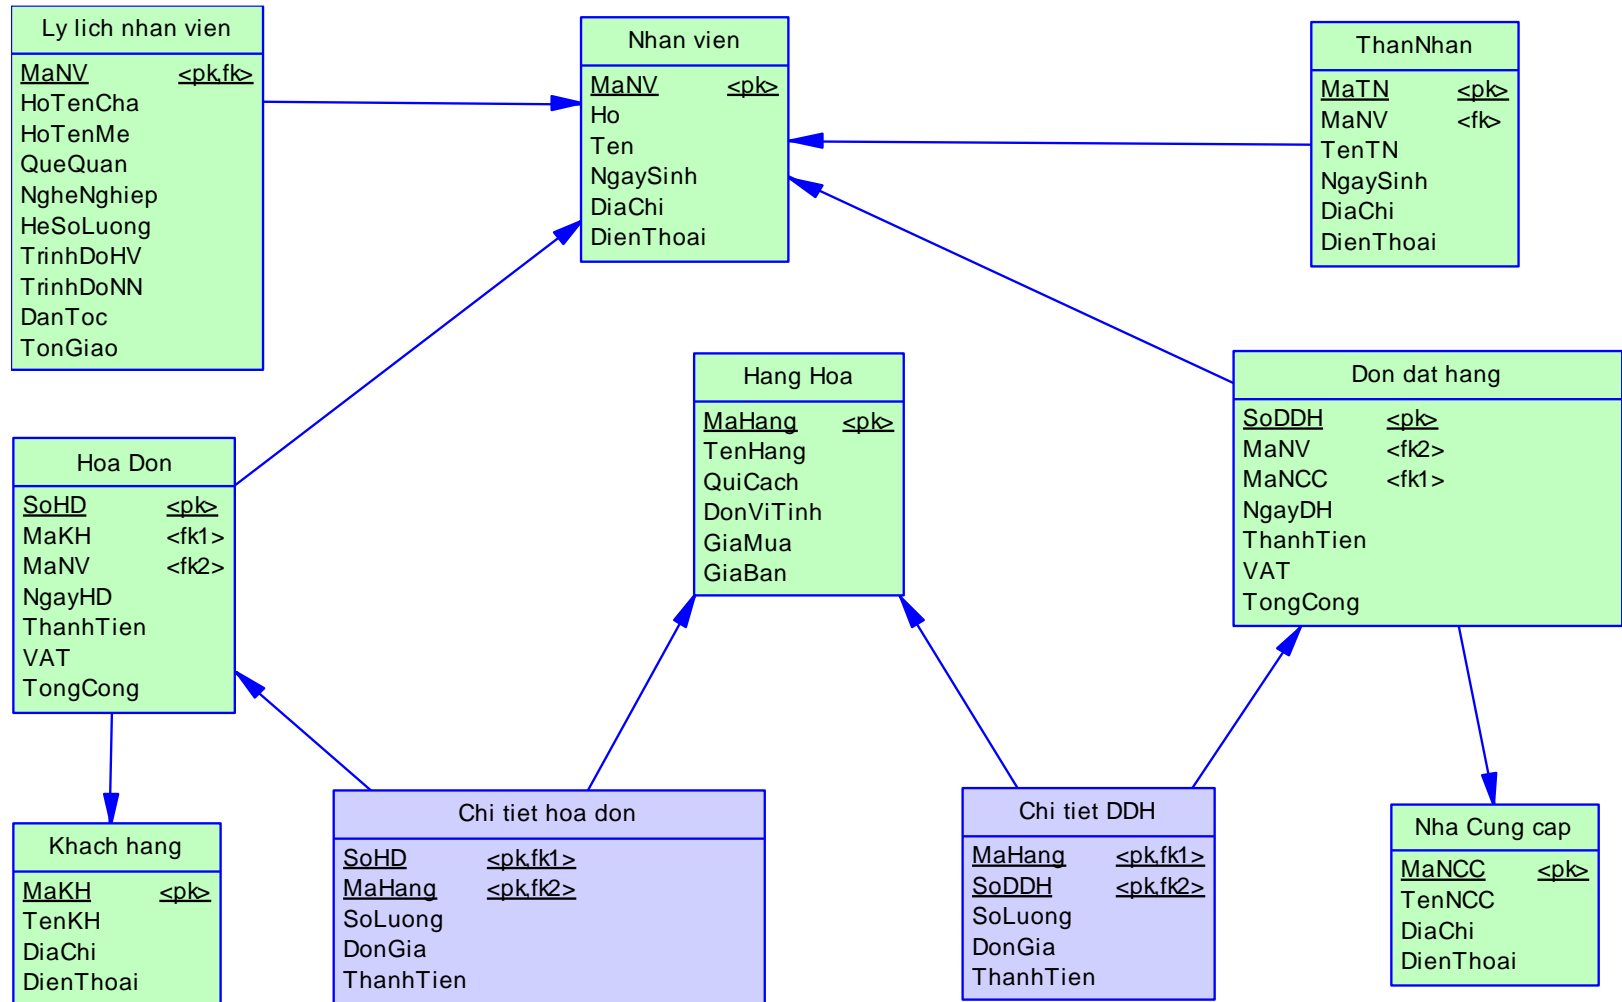 Ly lich nhan vien
MaNV <pk,fk>
HoTenCha
HoTenMe
QueQuan
NgheNghiep
HeSoLuong
TrinhDoHV
TrinhDoNN
DanToc
TonGiao
Nhan vien
MaNV <pk>
Ho
Ten
NgaySinh
DiaChi
DienThoai
ThanNhan
MaTN <pk>
MaNV <fk>
TenTN
NgaySinh
DiaChi
DienThoai
Hoa Don
SoHD <pk>
MaKH <fk1>
MaNV <fk2>
NgayHD
ThanhTien
VAT
TongCong
Hang Hoa
MaHang <pk>
TenHang
QuiCach
DonViTinh
GiaMua
GiaBan
Don dat hang
SoDDH <pk>
MaNV <fk2>
MaNCC <fk1>
NgayDH
ThanhTien
VAT
TongCong
Khach hang
MaKH <pk>
TenKH
DiaChi
DienThoai
Chi tiet hoa don
SoHD <pk,fk1>
MaHang <pk,fk2>
SoLuong
DonGia
ThanhTien
Chi tiet DDH
MaHang <pk,fk1>
SoDDH <pk,fk2>
SoLuong
DonGia
ThanhTien
Nha Cung cap
MaNCC <pk>
TenNCC
DiaChi
DienThoai